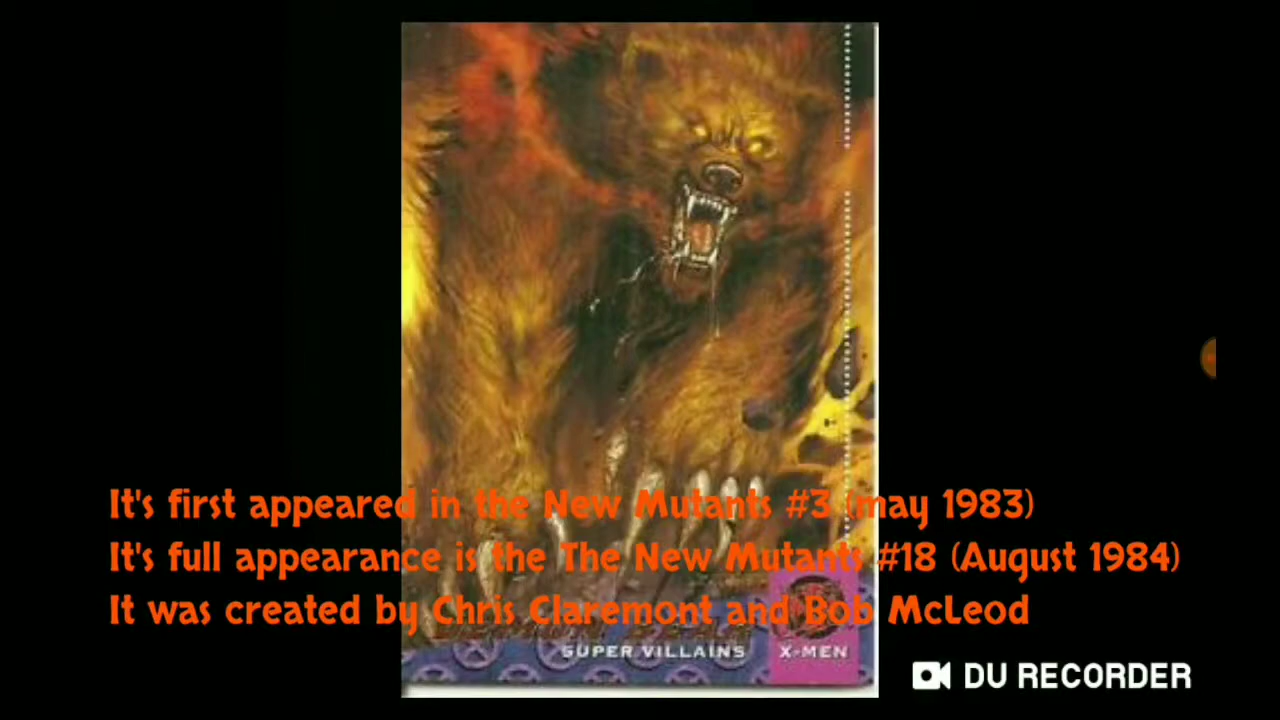 It's first appeared in the New Mutants #3 (may 1983)
It's full appearance is the The New Mutants #18 (August 1984)
It was created by Chris Claremont and Bob McLeod
SUPER VILLAINS
X-MEN
DU RECORDER